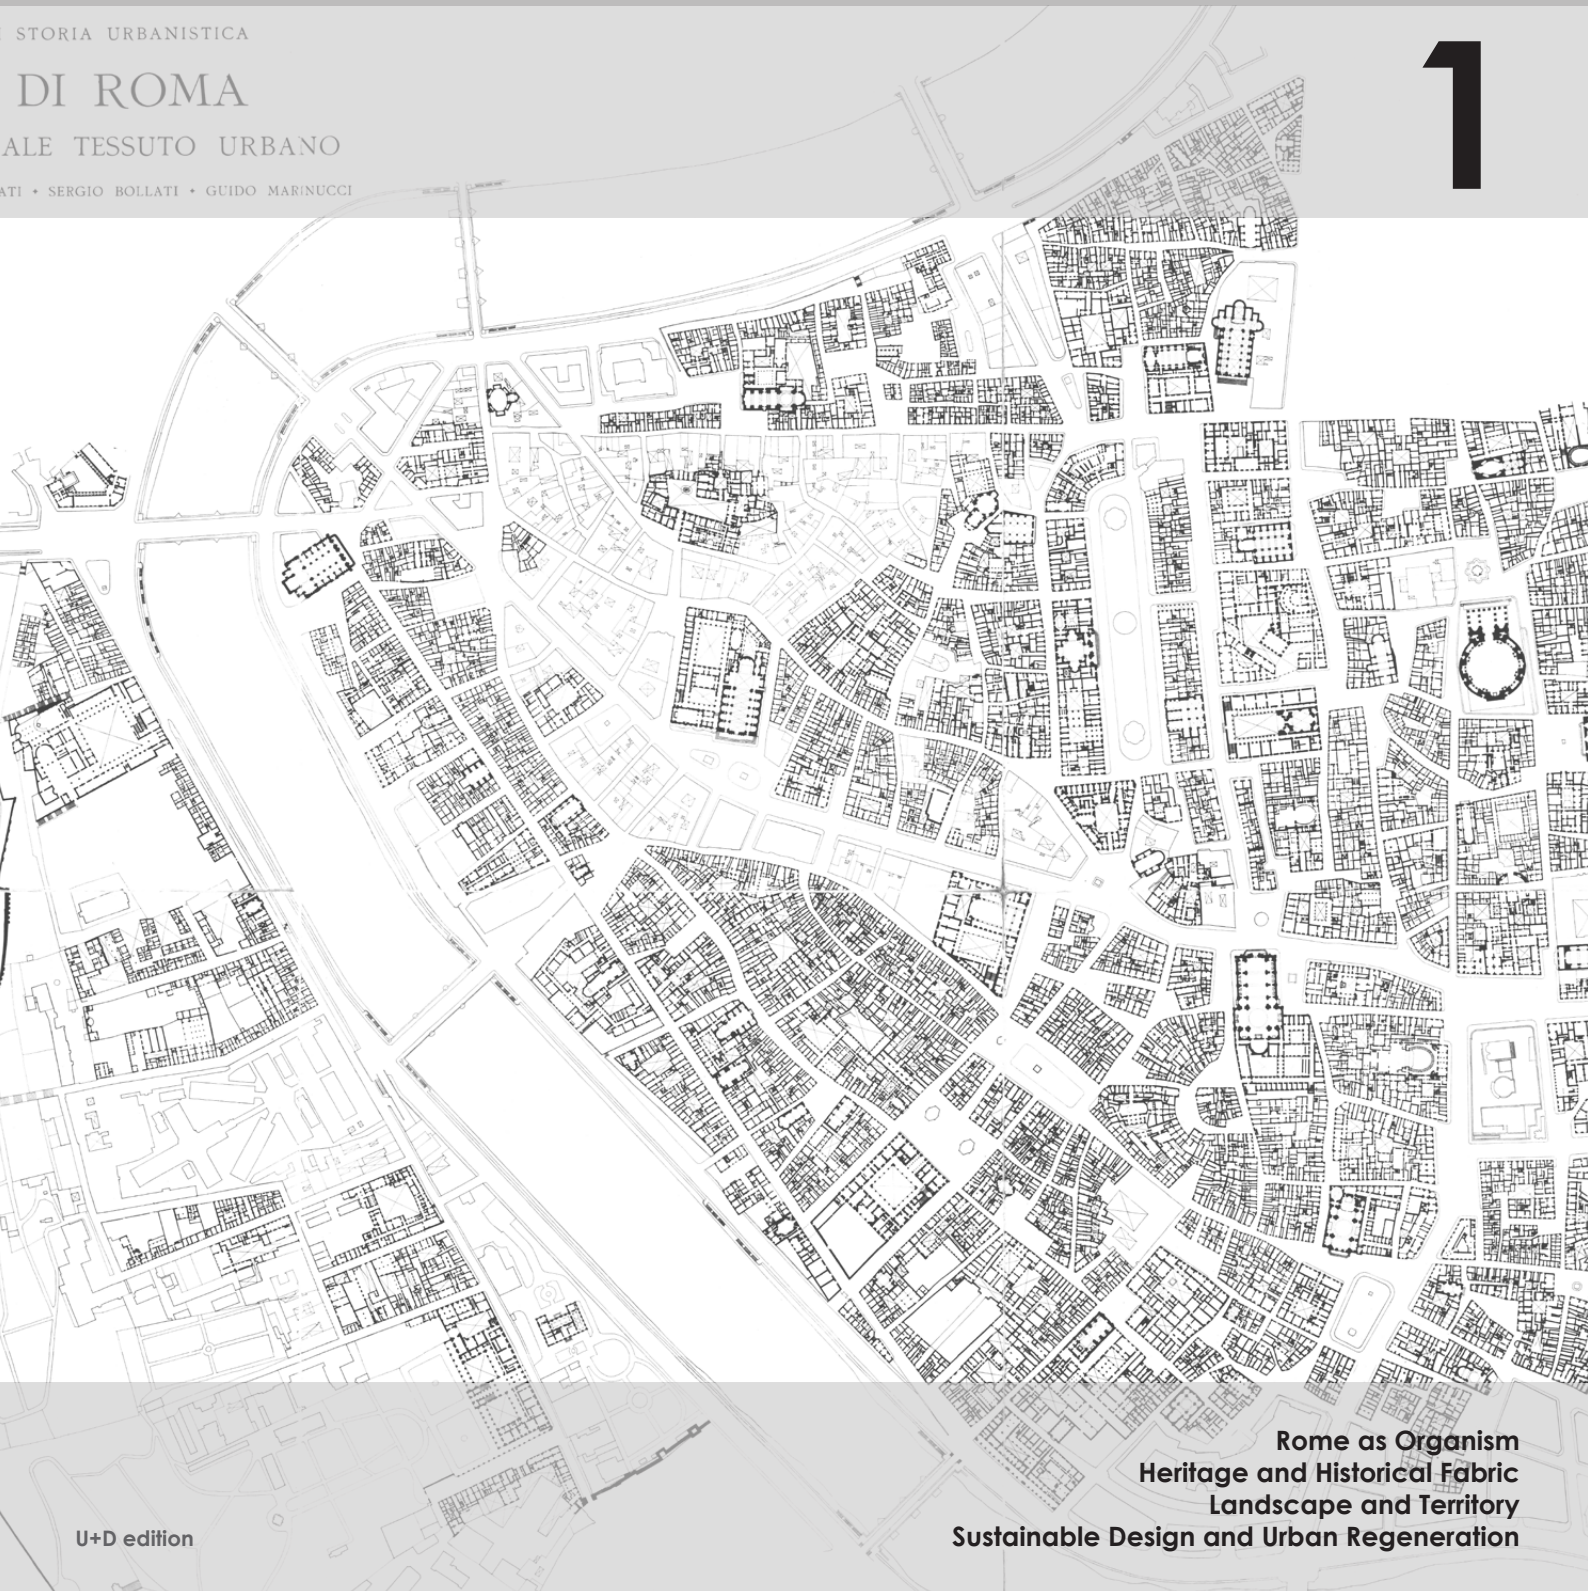 STORIA URBANISTICA
DI ROMA
ALE TESSUTO URBANO
ATI • SERGIO BOLLATI • GUIDO MARINUCCI
1
Rome as Organism
Heritage and Historical Fabric
Landscape and Territory
Sustainable Design and Urban Regeneration
U+D edition